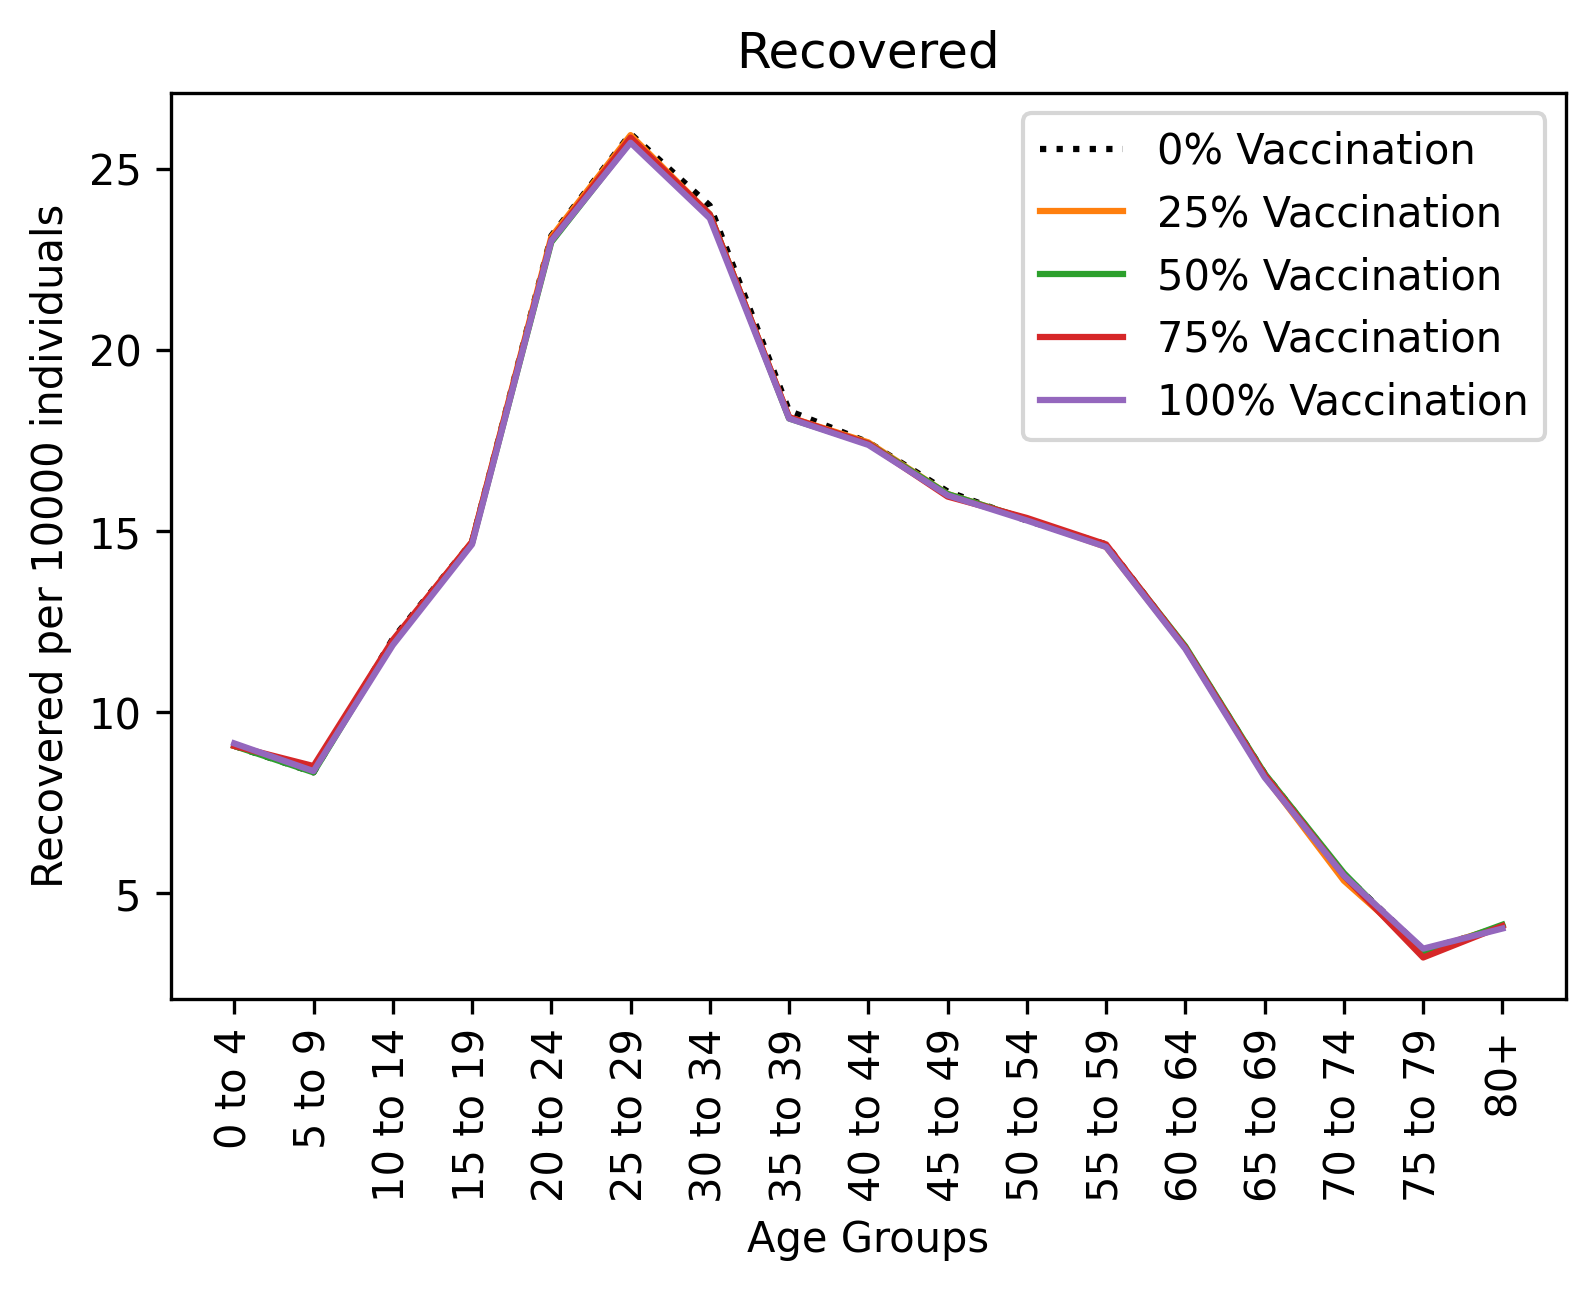 Recovered
0% Vaccination
25% Vaccination
50% Vaccination
75% Vaccination
100% Vaccination
Recovered per 10000 individuals
25
20
15
10
5
0 to 4
5 to 9
10 to 14
15 to 19
20 to 24
25 to 29
30 to 34
35 to 39
40 to 44
45 to 49
50 to 54
55 to 59
60 to 64
65 to 69
70 to 74
75 to 79
80+
Age Groups